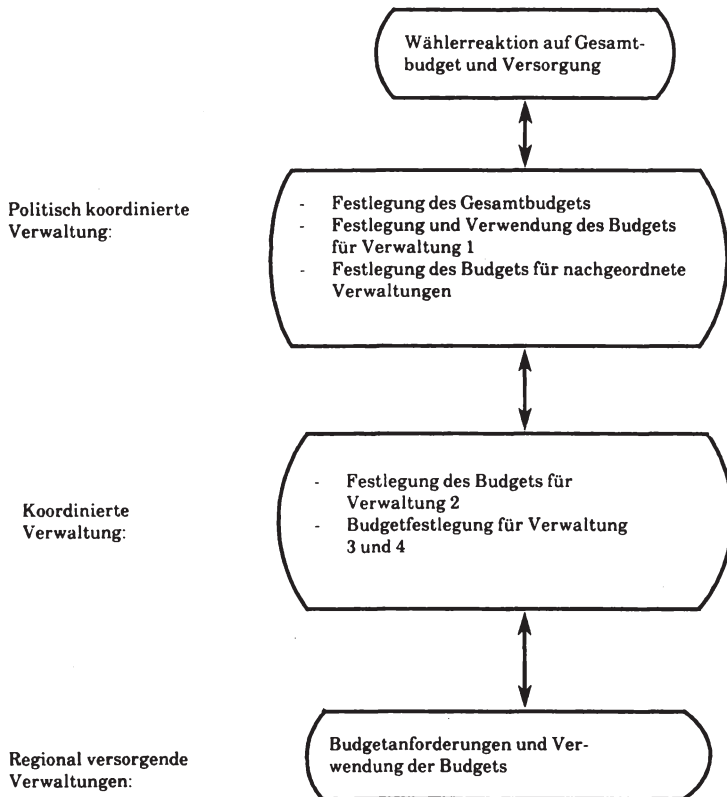 Wählerreaktion auf Gesamt-
budget und Versorgung
Politisch koordinierte
Verwaltung:
- Festlegung des Gesamtbudgets
- Festlegung und Verwendung des Budgets
für Verwaltung 1
- Festlegung des Budgets für nachgeordnete
Verwaltungen
Koordinierte
Verwaltung:
- Festlegung des Budgets für
Verwaltung 2
- Budgetfestlegung für Verwaltung
3 und 4
Regional versorgende
Verwaltungen:
Budgetanforderungen und Ver-
wendung der Budgets